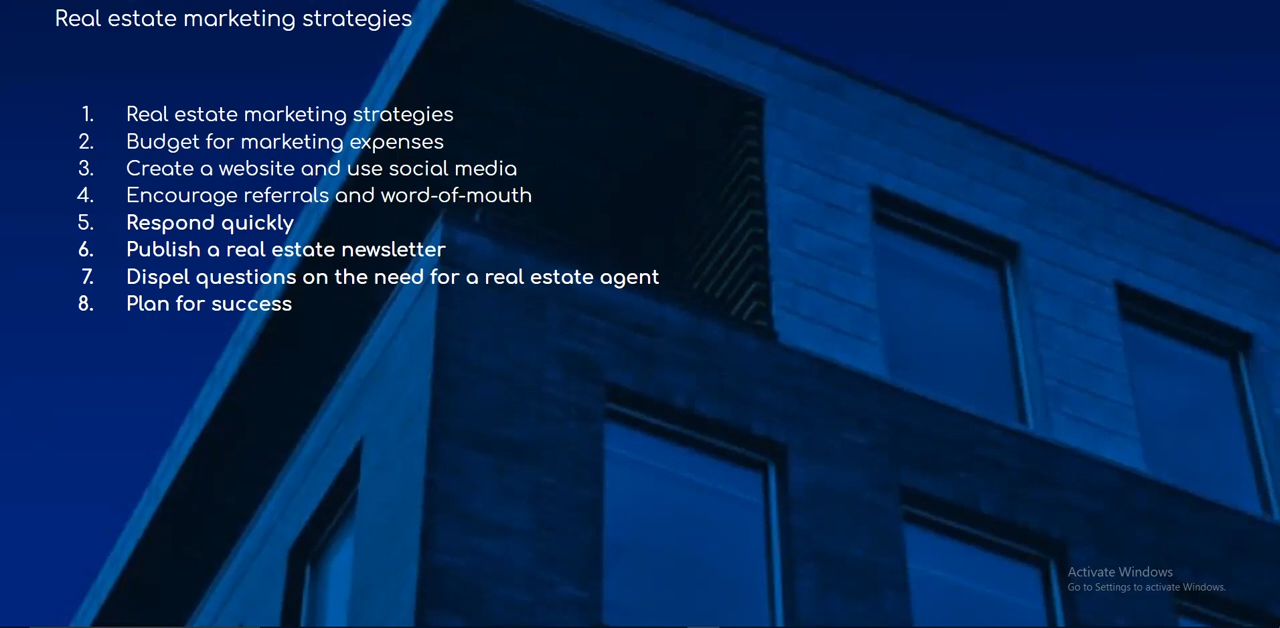 Real estate marketing strategies
1. Real estate marketing strategies
2. Budget for marketing expenses
3. Create a website and use social media
4. Encourage referrals and word-of-mouth
5. Respond quickly
6. Publish a real estate newsletter
7. Dispel questions on the need for a real estate agent
8. Plan for success
Activate Windows
Go to Settings to activate Windows.